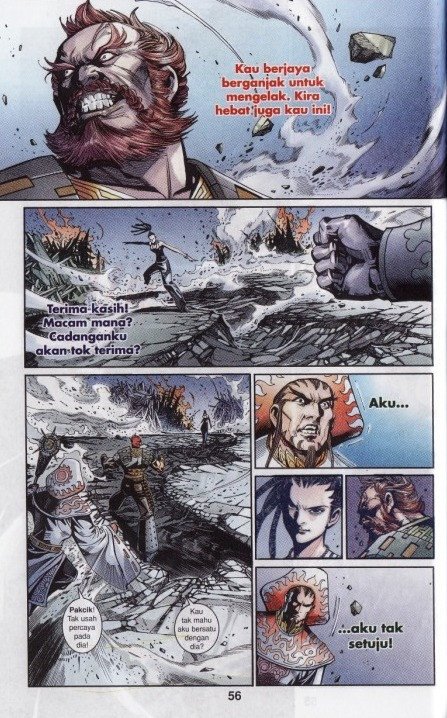 Kau berjaya
berganjak untuk
mengelak. Kira
hebat juga kau ini!
Terima kasih!
Macam mana?
Cadanganku
akan tok terima?
Pakcik!
Tak usah
percaya
pada
dia!
Kau
tak mahu
aku bersatu
dengan
dia?
Aku...
...aku tak
setuju!
56